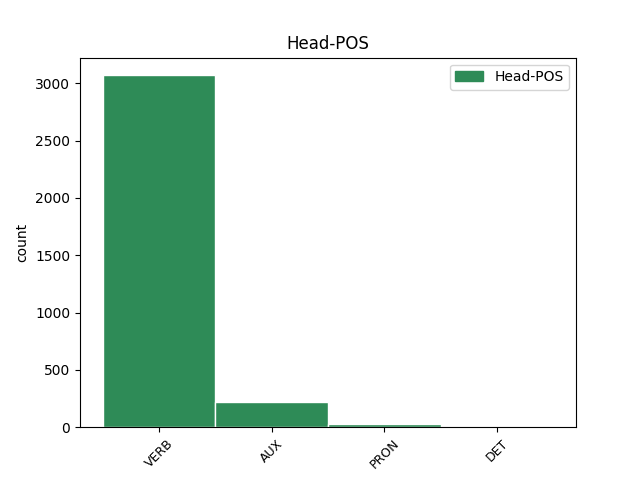 Head-POS
Head-POS
3000
2500
2000
1500
1000
500
0
count
VERB
AUX
PRON
DET